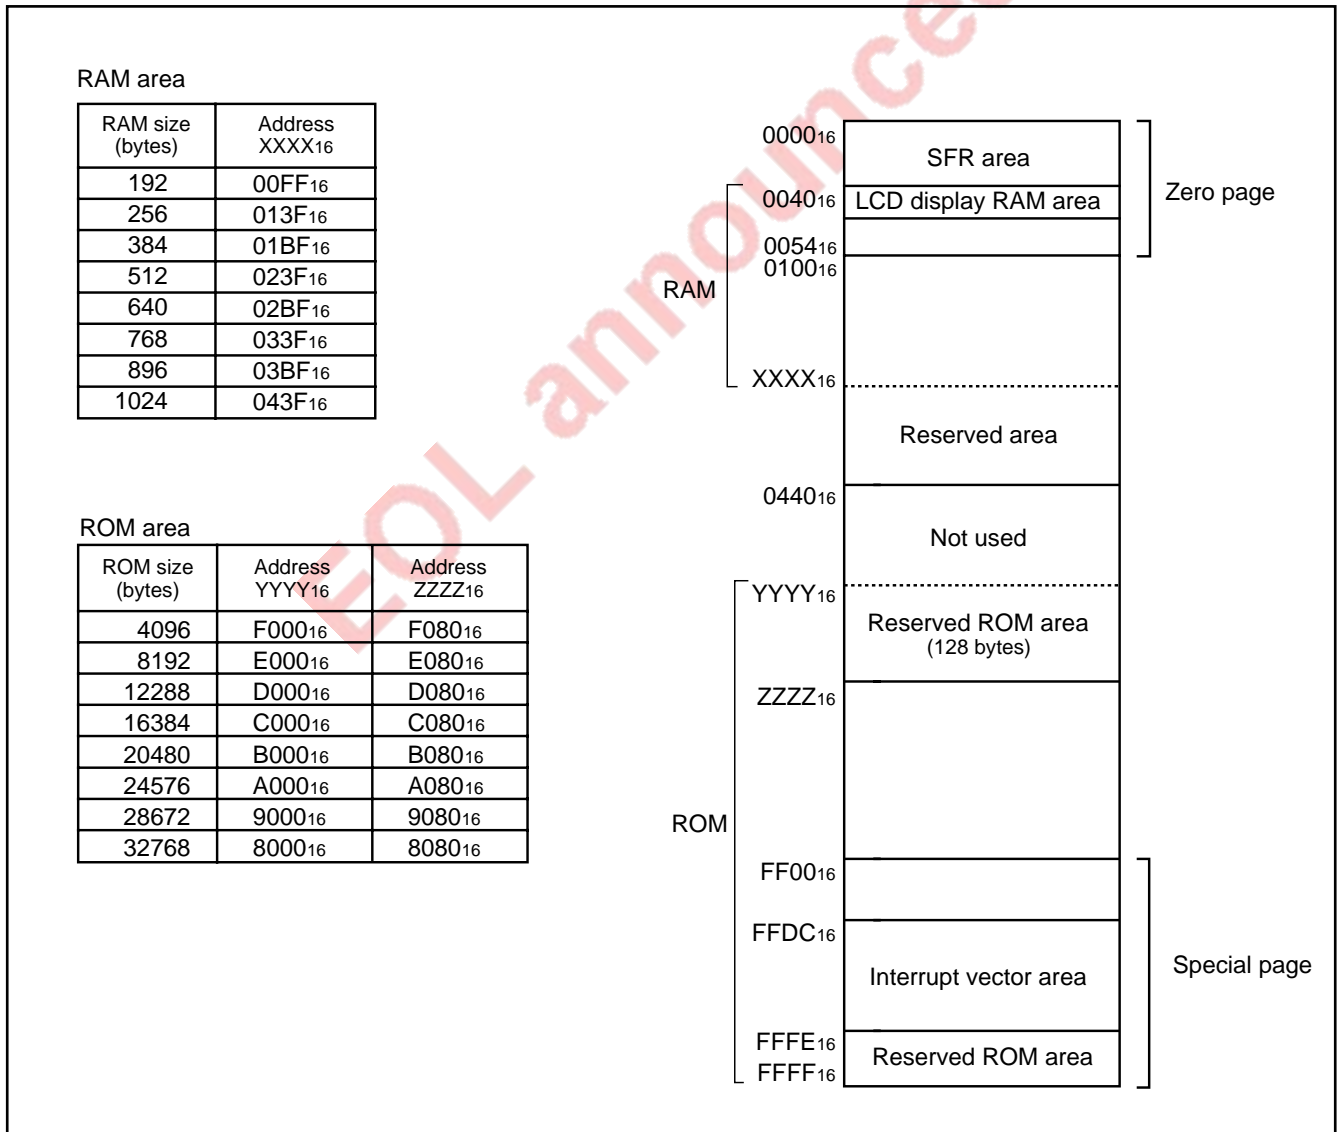 RAM area
RAM size (bytes) Address XXXX16
192 00FF16
256 013F16
384 01BF16
512 023F16
640 02BF16
768 033F16
896 03BF16
1024 043F16
ROM area
ROM size (bytes) Address YYYY16 Address ZZZZ16
4096 F00016 F08016
8192 E00016 E08016
12288 D00016 D08016
16384 C00016 C08016
20480 B00016 B08016
24576 A00016 A08016
28672 900016 908016
32768 800016 808016
000016
SFR area
Zero page
004016
LCD display RAM area
005416
010016
RAM
XXXX16
Reserved area
044016
Not used
YYYY16
Reserved ROM area
(128 bytes)
ZZZZ16
ROM
FF0016
FFDC16
Interrupt vector area
Special page
FFFE16
Reserved ROM area
FFFF16
EOL announce